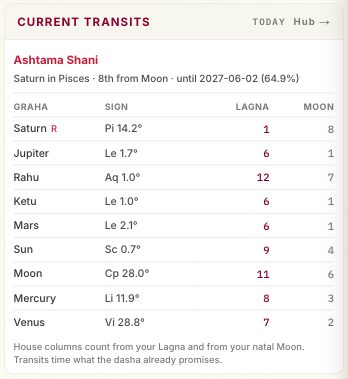 CURRENT TRANSITS TODAY Hub →
Ashtama Shani
Saturn in Pisces · 8th from Moon · until 2027-06-02 (64.9%)
GRAHA SIGN LAGNA MOON
Saturn R Pi 14.2° 1 8
Jupiter Le 1.7° 6 1
Rahu Aq 1.0° 12 7
Ketu Le 1.0° 6 1
Mars Le 2.1° 6 1
Sun Sc 0.7° 9 4
Moon Cp 28.0° 11 6
Mercury Li 11.9° 8 3
Venus Vi 28.8° 7 2
House columns count from your Lagna and from your natal Moon.
Transits time what the dasha already promises.